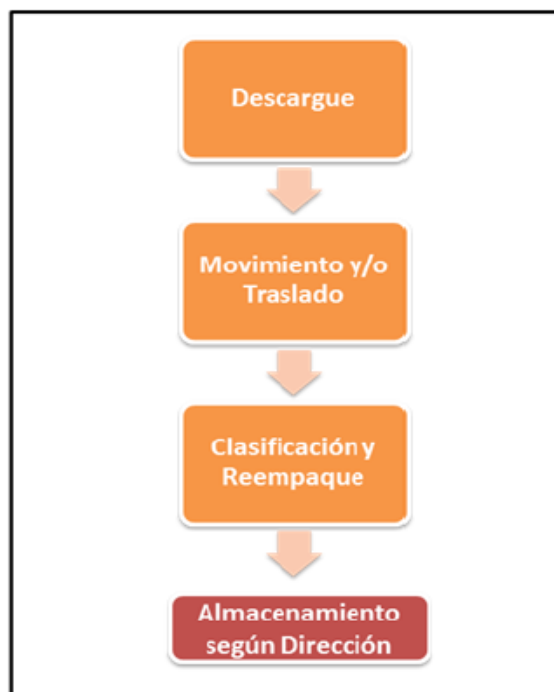 Descargue
Movimiento y/o
Traslado
Clasificación y
Reempaque
Almacenamiento
según Dirección